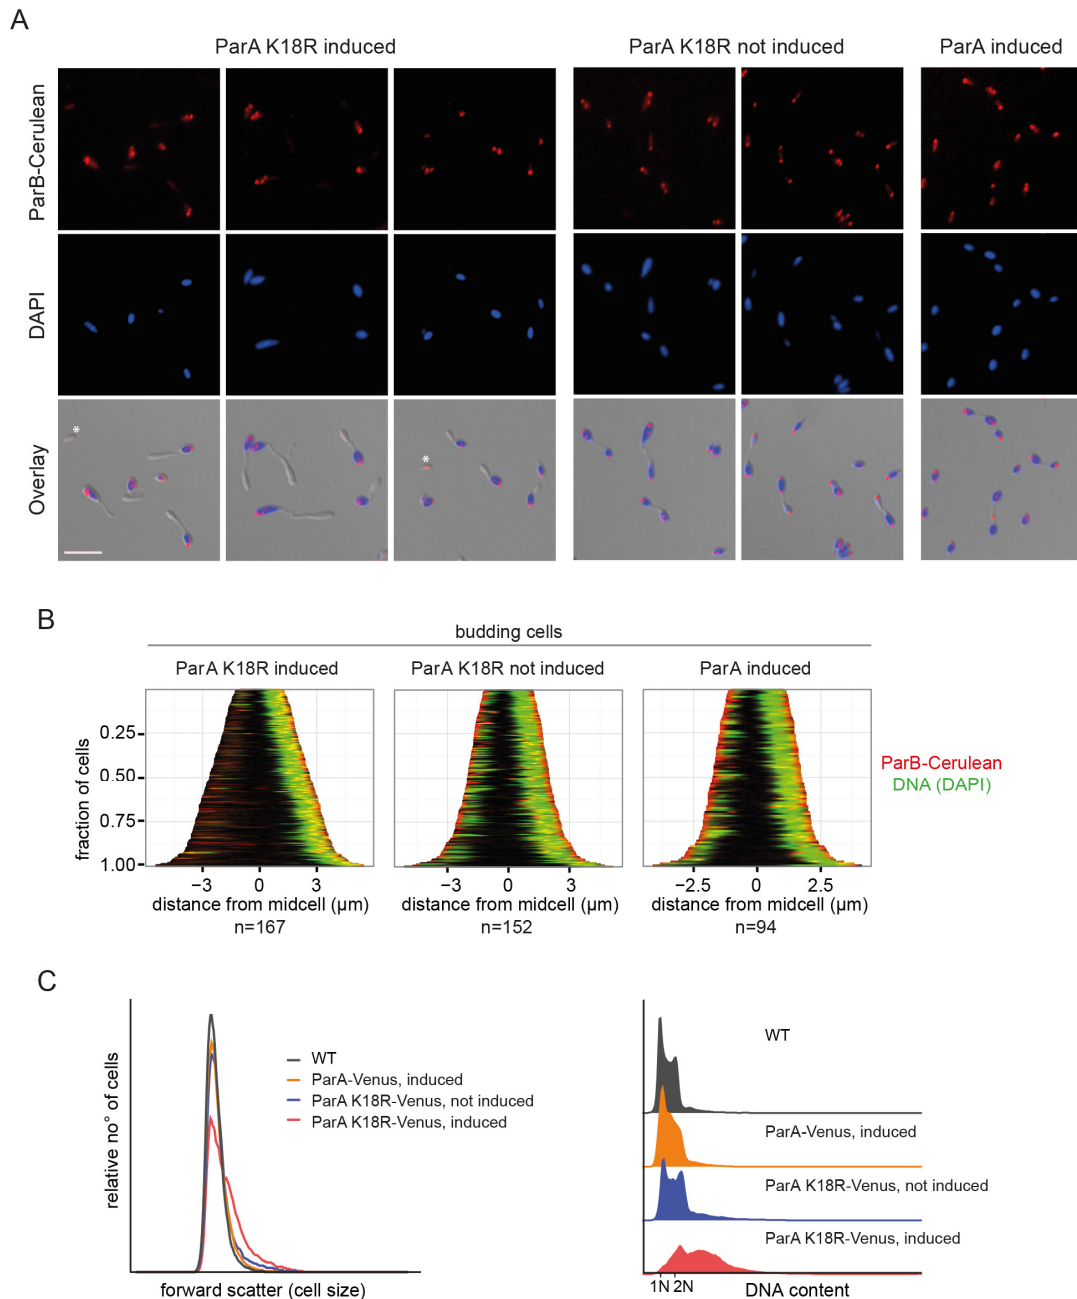 A
ParA K18R induced
ParA K18R not induced
ParA induced
ParB-Cerulean
DAPI
Overlay
*
*
B
budding cells
ParA K18R induced
ParA K18R not induced
ParA induced
fraction of cells
0.25
0.50
0.75
1.00
ParB-Cerulean
DNA (DAPI)
−3 0 3
−3 0 3
−2.5 0 2.5
distance from midcell (µm)
distance from midcell (µm)
distance from midcell (µm)
n=167
n=152
n=94
C
relative no° of cells
WT
ParA-Venus, induced
ParA K18R-Venus, not induced
ParA K18R-Venus, induced
forward scatter (cell size)
WT
ParA-Venus, induced
ParA K18R-Venus, not induced
ParA K18R-Venus, induced
1N 2N
DNA content